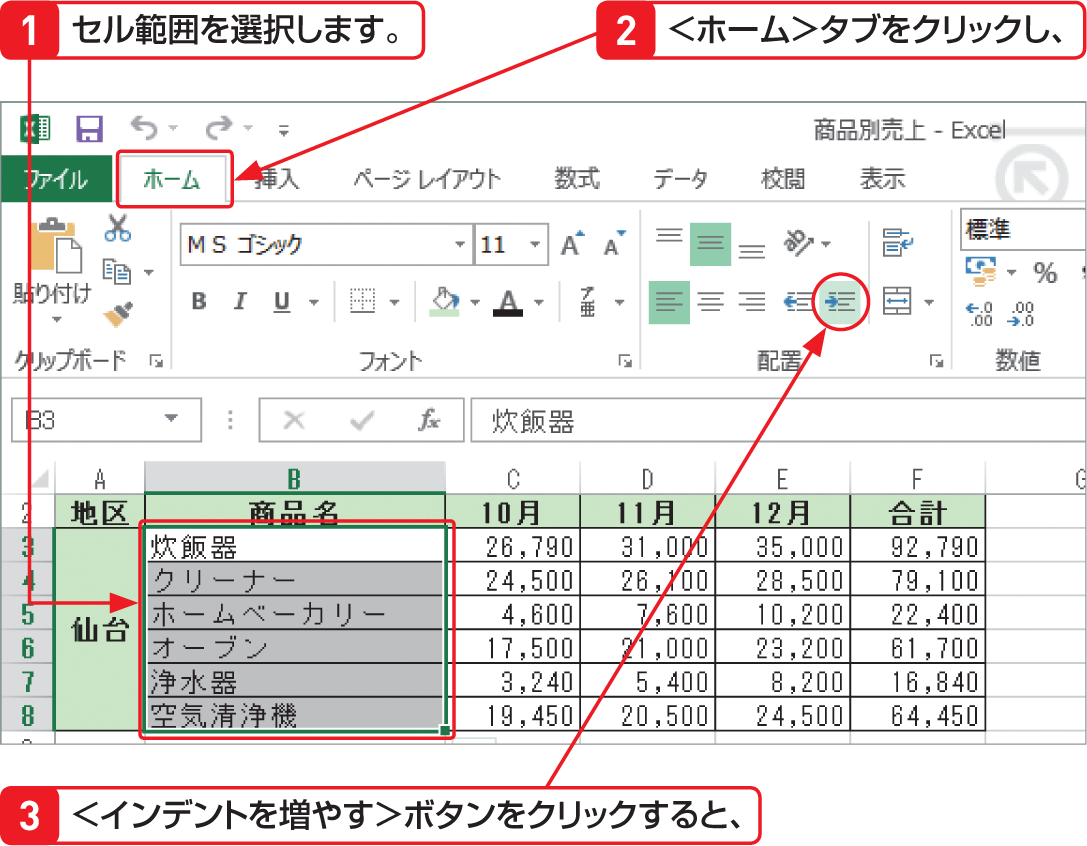 1 セル範囲を選択します。
2 <ホーム>タブをクリックし、
商品別売上 - Excel
ファイル ホーム 挿入 ページ レイアウト 数式 データ 校閲 表示
MS ゴシック 11 A A 標準
貼り付け B I U A 亜 %
クリップボード フォント 配置 数値
B3 fx 炊飯器
A B C D E F G
2 地区 商品名 10月 11月 12月 合計
3 炊飯器 26,790 31,000 35,000 92,790
4 クリーナー 24,500 26,100 28,500 79,100
5 ホームベーカリー 4,600 7,600 10,200 22,400
仙台
6 オーブン 17,500 21,000 23,200 61,700
7 浄水器 3,240 5,400 8,200 16,840
8 空気清浄機 19,450 20,500 24,500 64,450
3 <インデントを増やす>ボタンをクリックすると、